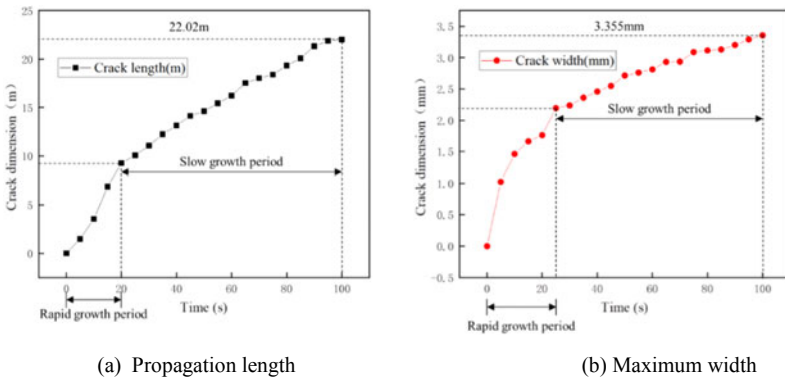 22.02m
Crack length(m)
Slow growth period
Crack dimension (m)
25
20
15
10
5
0
0 20 40 60 80 100
Time (s)
Rapid growth period
(a) Propagation length
3.355mm
Crack width(mm)
Slow growth period
Crack dimension (mm)
3.5
3.0
2.5
2.0
1.5
1.0
0.5
0.0
-0.5
0 20 40 60 80 100
Time (s)
Rapid growth period
(b) Maximum width